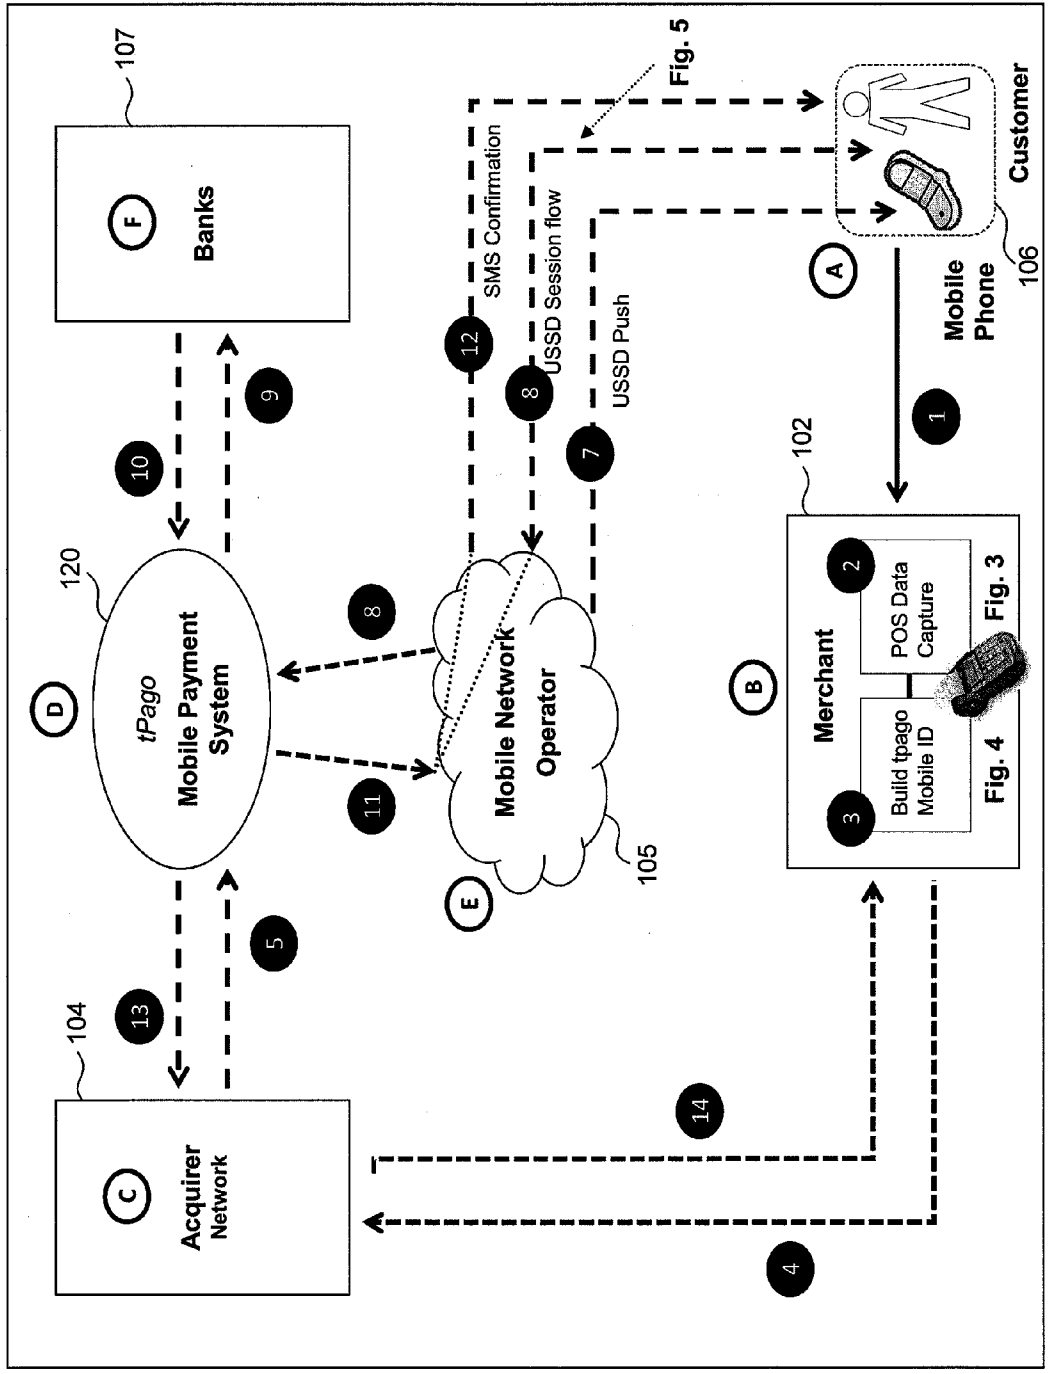 104
C
Acquirer
Network
13
5
D
120
tPago
Mobile Payment
System
10
9
107
F
Banks
11
8
E
105
Mobile Network
Operator
12
SMS Confirmation
8
USSD Session flow
7
USSD Push
Fig. 5
14
4
B
102
Merchant
3
Build tpago
Mobile ID
Fig. 4
2
POS Data
Capture
Fig. 3
1
A
Mobile
Phone
106
Customer